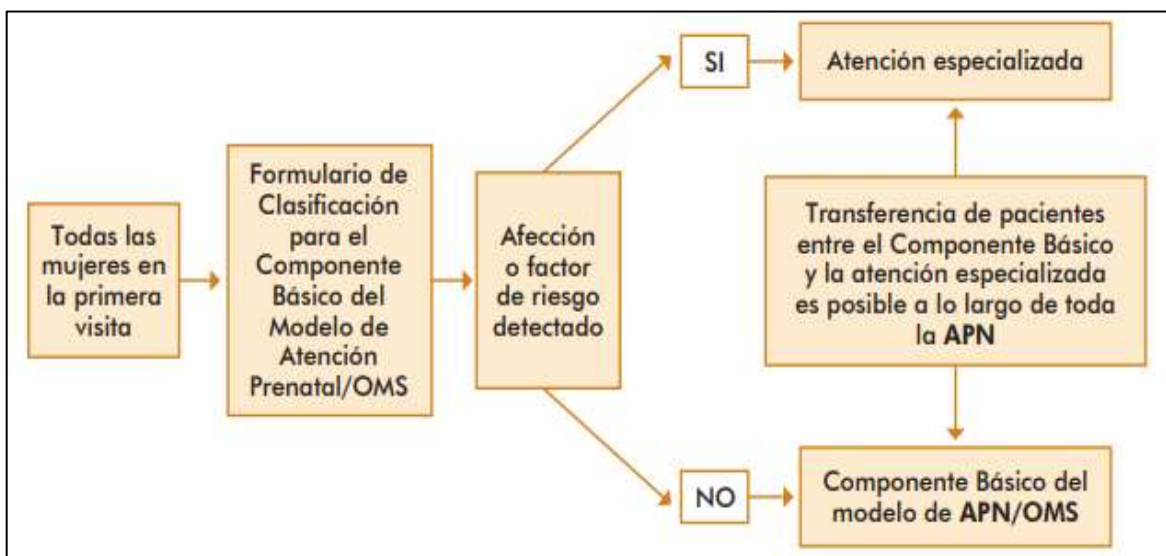 Todas las
mujeres en
la primera
visita
Formulario de
Clasificación
para el
Componente
Básico del
Modelo de
Atención
Prenatal/OMS
Afección
o factor
de riesgo
detectado
SI
Atención especializada
Transferencia de pacientes
entre el Componente Básico
y la atención especializada
es posible a lo largo de toda
la APN
NO
Componente Básico del
modelo de APN/OMS